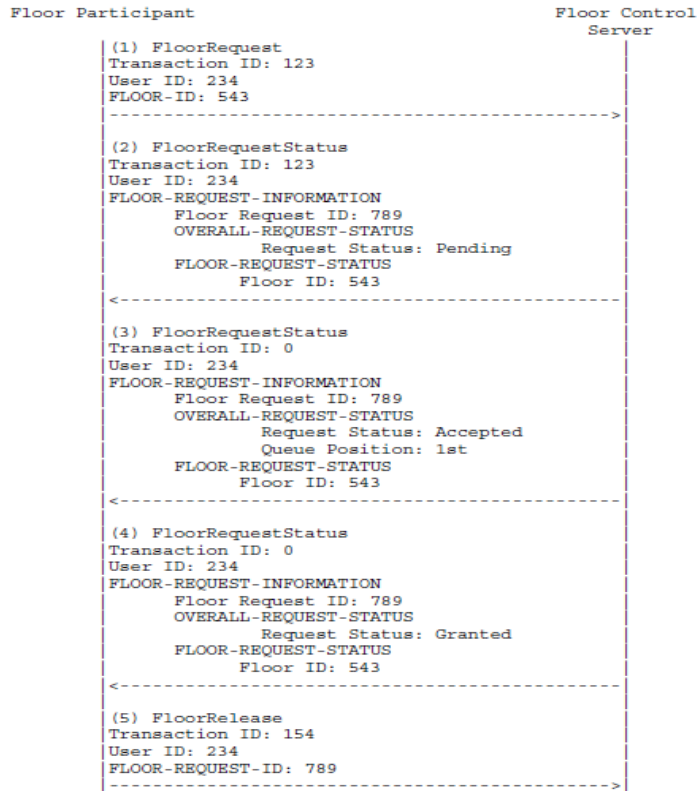 Floor Participant Floor Control
Server
(1) FloorRequest
Transaction ID: 123
User ID: 234
FLOOR-ID: 543
---------------------------------------------->
(2) FloorRequestStatus
Transaction ID: 123
User ID: 234
FLOOR-REQUEST-INFORMATION
Floor Request ID: 789
OVERALL-REQUEST-STATUS
Request Status: Pending
FLOOR-REQUEST-STATUS
Floor ID: 543
<----------------------------------------------
(3) FloorRequestStatus
Transaction ID: 0
User ID: 234
FLOOR-REQUEST-INFORMATION
Floor Request ID: 789
OVERALL-REQUEST-STATUS
Request Status: Accepted
Queue Position: 1st
FLOOR-REQUEST-STATUS
Floor ID: 543
<----------------------------------------------
(4) FloorRequestStatus
Transaction ID: 0
User ID: 234
FLOOR-REQUEST-INFORMATION
Floor Request ID: 789
OVERALL-REQUEST-STATUS
Request Status: Granted
FLOOR-REQUEST-STATUS
Floor ID: 543
<----------------------------------------------
(5) FloorRelease
Transaction ID: 154
User ID: 234
FLOOR-REQUEST-ID: 789
---------------------------------------------->